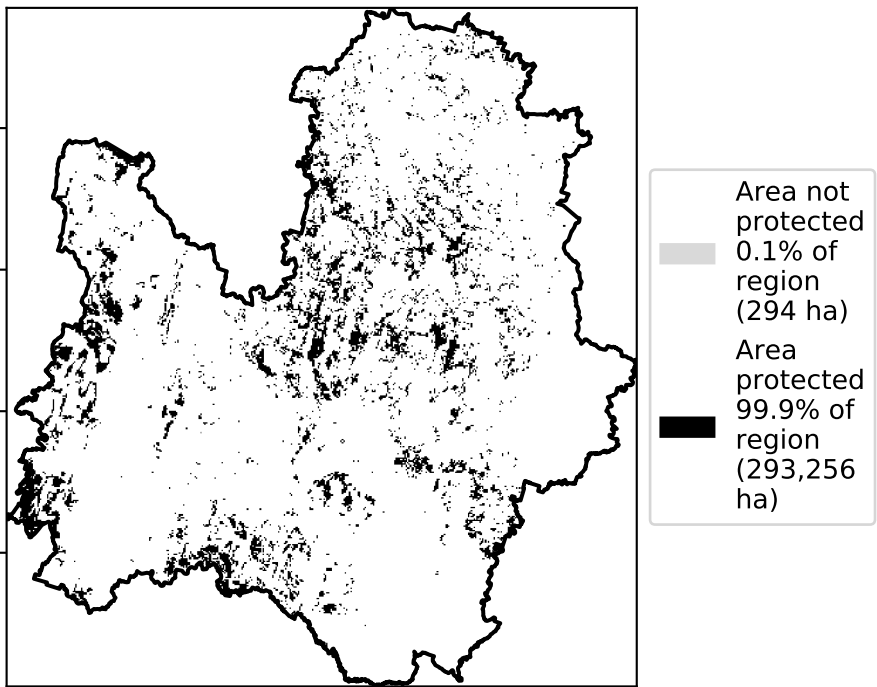 Area not
protected
0.1% of
region
(294 ha)
Area
protected
99.9% of
region
(293,256
ha)